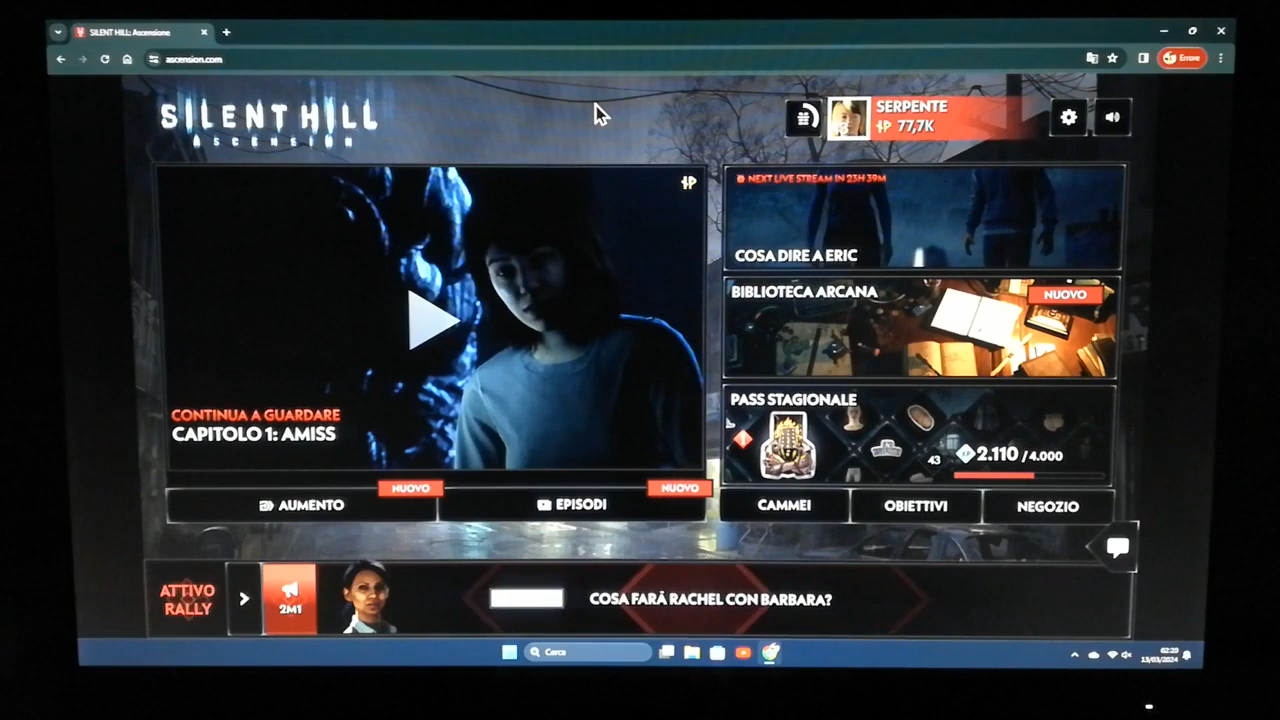 SILENT HILL: Ascensione
ascension.com
Errore
SILENT HILL
ASCENSION
SERPENTE
77,7K
NEXT LIVE STREAM IN 23H 39M
COSA DIRE A ERIC
BIBLIOTECA ARCANA
NUOVO
CONTINUA A GUARDARE
CAPITOLO 1: AMISS
PASS STAGIONALE
43
2.110 / 4.000
NUOVO
NUOVO
AUMENTO
EPISODI
CAMMEI
OBIETTIVI
NEGOZIO
ATTIVO
RALLY
2M1
COSA FARÀ RACHEL CON BARBARA?
Cerca
02:20
13/03/2024